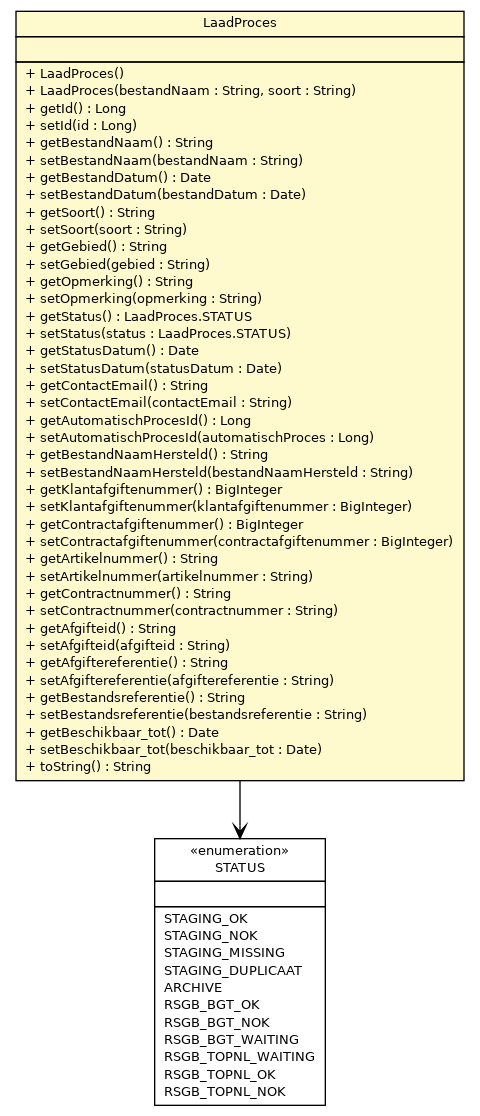 LaadProces
+ LaadProces()
+ LaadProces(bestandNaam : String, soort : String)
+ getId() : Long
+ setId(id : Long)
+ getBestandNaam() : String
+ setBestandNaam(bestandNaam : String)
+ getBestandDatum() : Date
+ setBestandDatum(bestandDatum : Date)
+ getSoort() : String
+ setSoort(soort : String)
+ getGebied() : String
+ setGebied(gebied : String)
+ getOpmerking() : String
+ setOpmerking(opmerking : String)
+ getStatus() : LaadProces.STATUS
+ setStatus(status : LaadProces.STATUS)
+ getStatusDatum() : Date
+ setStatusDatum(statusDatum : Date)
+ getContactEmail() : String
+ setContactEmail(contactEmail : String)
+ getAutomatischProcesId() : Long
+ setAutomatischProcesId(automatischProces : Long)
+ getBestandNaamHersteld() : String
+ setBestandNaamHersteld(bestandNaamHersteld : String)
+ getKlantafgiftenummer() : BigInteger
+ setKlantafgiftenummer(klantafgiftenummer : BigInteger)
+ getContractafgiftenummer() : BigInteger
+ setContractafgiftenummer(contractafgiftenummer : BigInteger)
+ getArtikelnummer() : String
+ setArtikelnummer(artikelnummer : String)
+ getContractnummer() : String
+ setContractnummer(contractnummer : String)
+ getAfgifteid() : String
+ setAfgifteid(afgifteid : String)
+ getAfgiftereferentie() : String
+ setAfgiftereferentie(afgiftereferentie : String)
+ getBestandsreferentie() : String
+ setBestandsreferentie(bestandsreferentie : String)
+ getBeschikbaar_tot() : Date
+ setBeschikbaar_tot(beschikbaar_tot : Date)
+ toString() : String
«enumeration»
STATUS
STAGING_OK
STAGING_NOK
STAGING_MISSING
STAGING_DUPLICAAT
ARCHIVE
RSGB_BGT_OK
RSGB_BGT_NOK
RSGB_BGT_WAITING
RSGB_TOPNL_WAITING
RSGB_TOPNL_OK
RSGB_TOPNL_NOK